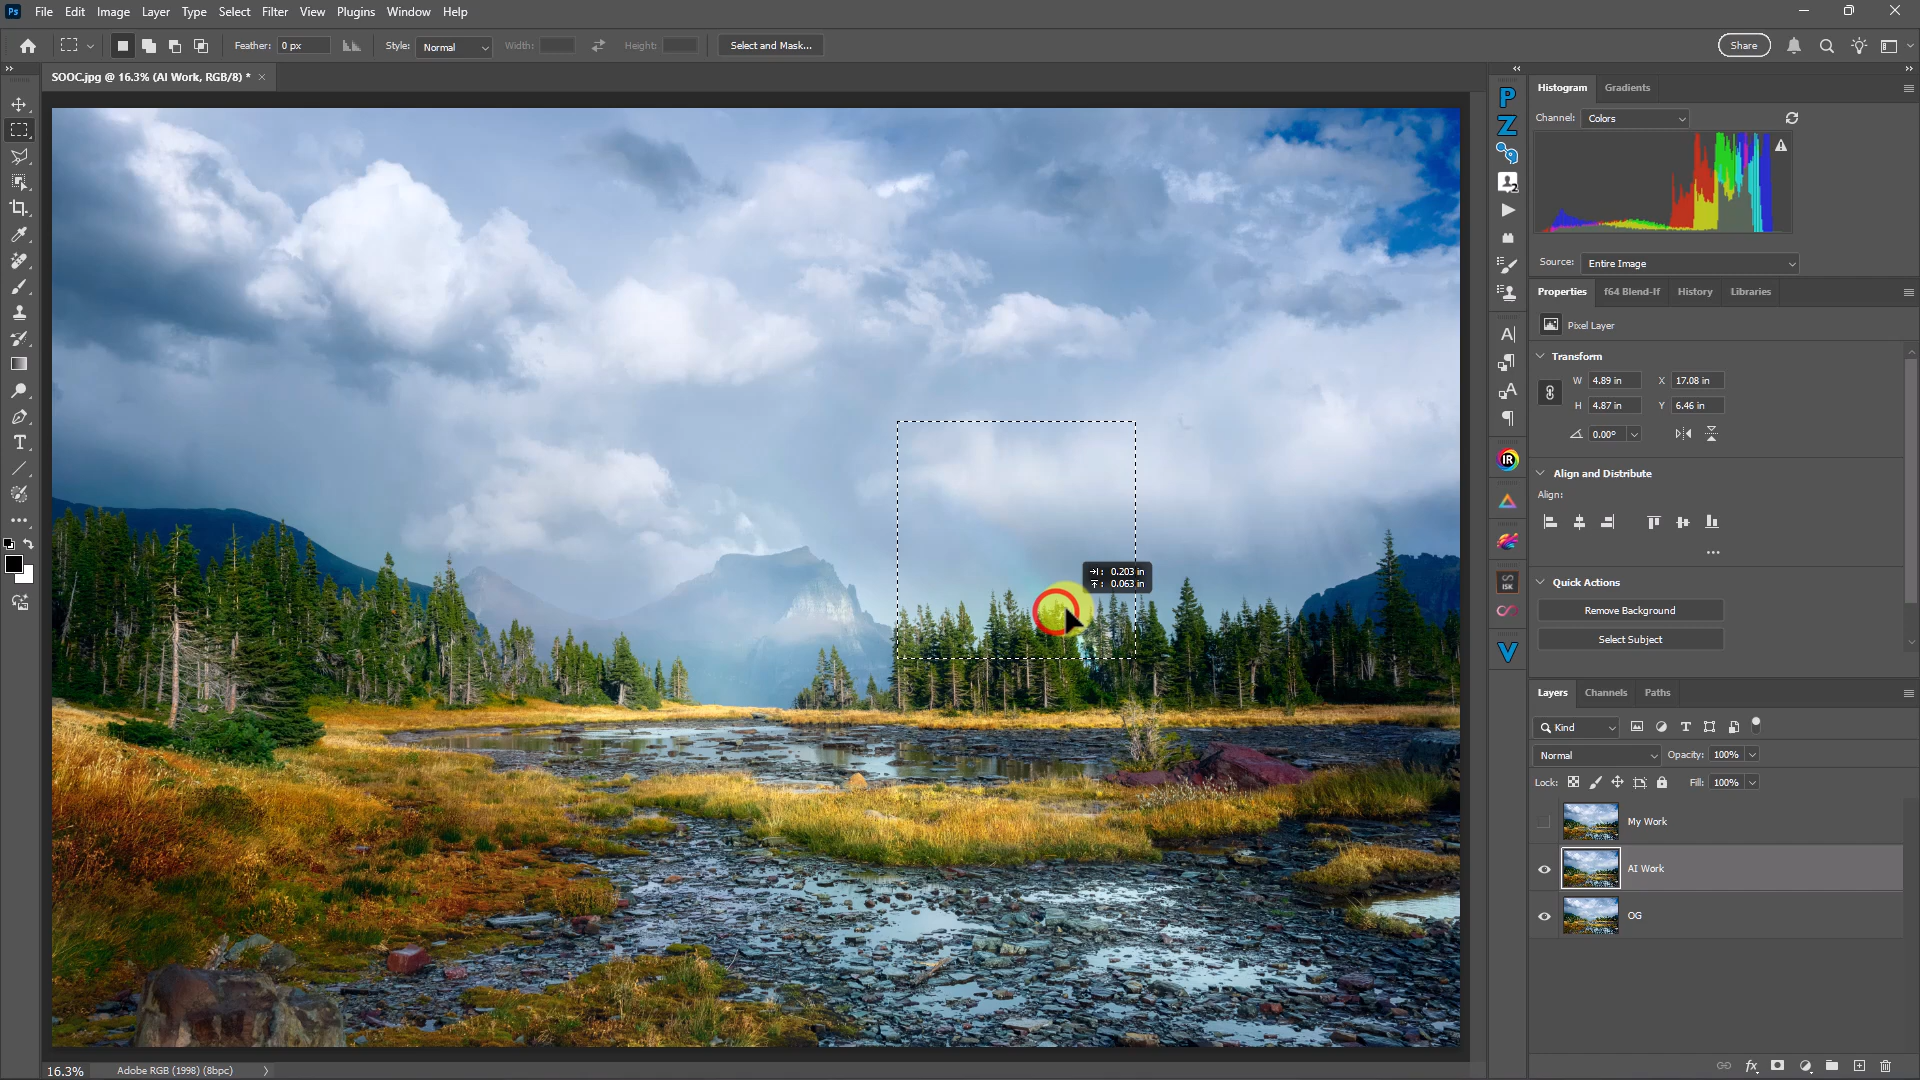 Ps File Edit Image Layer Type Select Filter View Plugins Window Help
Feather: 0 px Style: Normal Width: Height: Select and Mask... Share
SOOC.jpg @ 16.3% (AI Work, RGB/8) *
Histogram Gradients
Channel: Colors
Source: Entire Image
Properties f64 Blend-If History Libraries
Pixel Layer
Transform
W 4.89 in X 17.08 in
H 4.87 in Y 6.46 in
0.00°
Align and Distribute
Align:
Quick Actions
Remove Background
Select Subject
: 0.203 in
: 0.063 in
P
Z
2
A
A
IR
ISK
V
T
Layers Channels Paths
Kind
Normal Opacity: 100%
Lock: Fill: 100%
My Work
AI Work
OG
fx
16.3% Adobe RGB (1998) (8bpc)